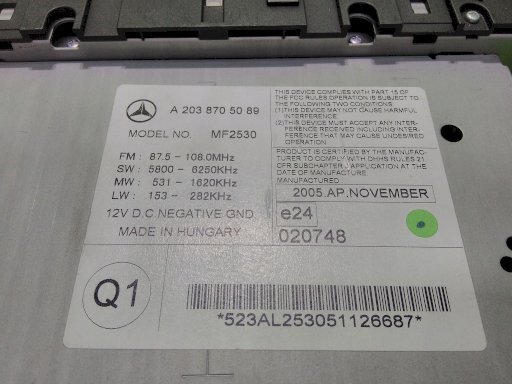 A 203 870 50 89
MODEL NO. MF2530
FM : 87.5 - 108.0MHz
SW : 5800 - 6250KHz
MW : 531 - 1620KHz
LW : 153 - 282KHz
12V D.C. NEGATIVE GND
MADE IN HUNGARY
THIS DEVICE COMPLIES WITH PART 15 OF
THE FCC RULES OPERATION IS SUBJECT TO
THE FOLLOWING TWO CONDITIONS.
(1)THIS DEVICE MAY NOT CAUSE HARMFUL
INTERFERENCE.
(2)THIS DEVICE MUST ACCEPT ANY INTER-
FERENCE RECEIVED INCLUDING INTER-
FERENCE THAT MAY CAUSE UNDESIRED
OPERATION
PRODUCT IS CERTIFIED BY MANUFAC-
TURER TO COMPLY WITH DHHS RULES 21
CFR SUBCHAPTER J APPLICATION AT THE
DATE OF MANUFACTURE.
MANUFACTURED
2005.AP.NOVEMBER
e24
020748
Q1
*523AL253051126687*